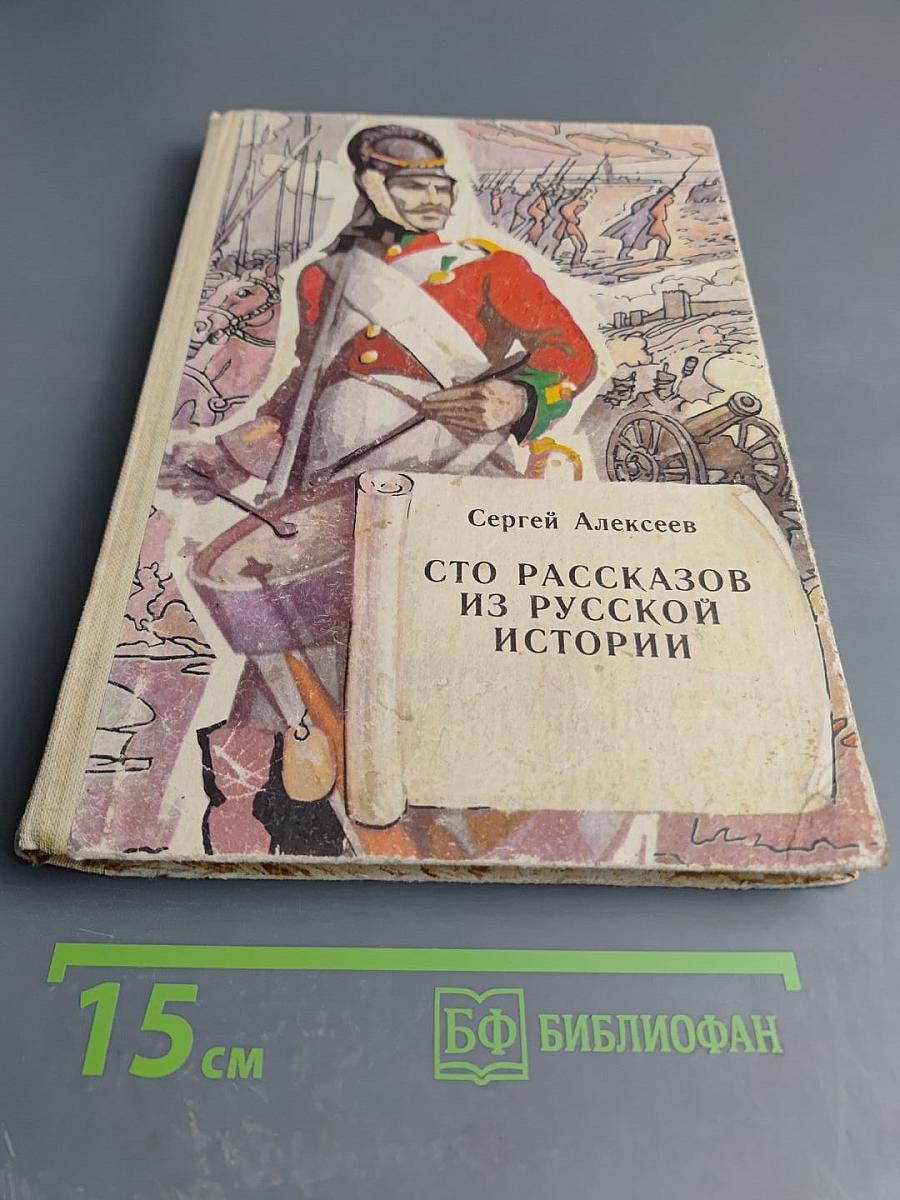 Сергей Алексеев
СТО РАССКАЗОВ
ИЗ РУССКОЙ
ИСТОРИИ
15 см
БФ БИБЛИОФАН